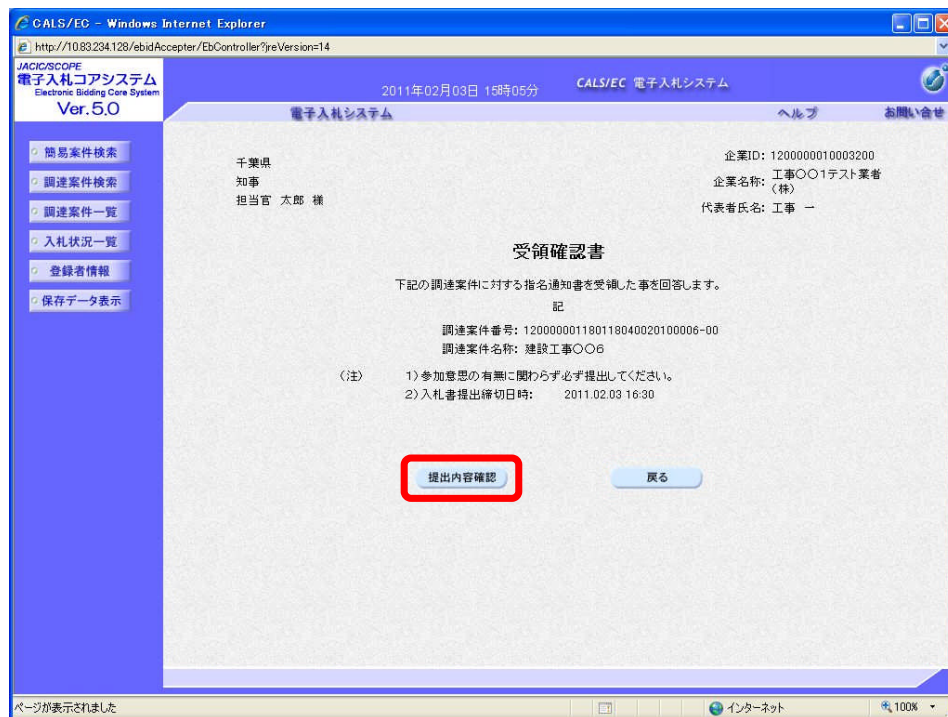 CALS/EC - Windows Internet Explorer
http://10.83.234.128/ebidAccepter/EbController?jreVersion=14
JACIC/SCOPE
電子入札コアシステム
Electronic Bidding Core System
Ver.5.0
2011年02月03日 15時05分
CALS/EC 電子入札システム
電子入札システム
ヘルプ
お問い合せ
簡易案件検索
調達案件検索
調達案件一覧
入札状況一覧
登録者情報
保存データ表示
千葉県
知事
担当官 太郎 様
企業ID: 1200000010003200
企業名称: 工事〇〇1テスト業者
(株)
代表者氏名: 工事 一
受領確認書
下記の調達案件に対する指名通知書を受領した事を回答します。
記
調達案件番号: 1200000011801180040020100006-00
調達案件名称: 建設工事〇〇6
(注) 1)参加意思の有無に関わらず必ず提出してください。
2)入札書提出締切日時: 2011.02.03 16:30
提出内容確認
戻る
ページが表示されました
インターネット
100%